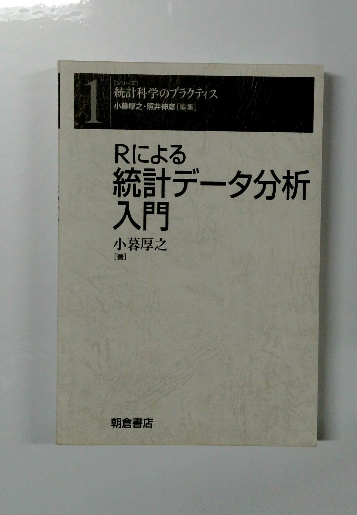 1
[シリーズ]
統計科学のプラクティス
小暮厚之・照井伸彦[編集]
Rによる
統計データ分析
入門
小暮厚之
[著]
朝倉書店